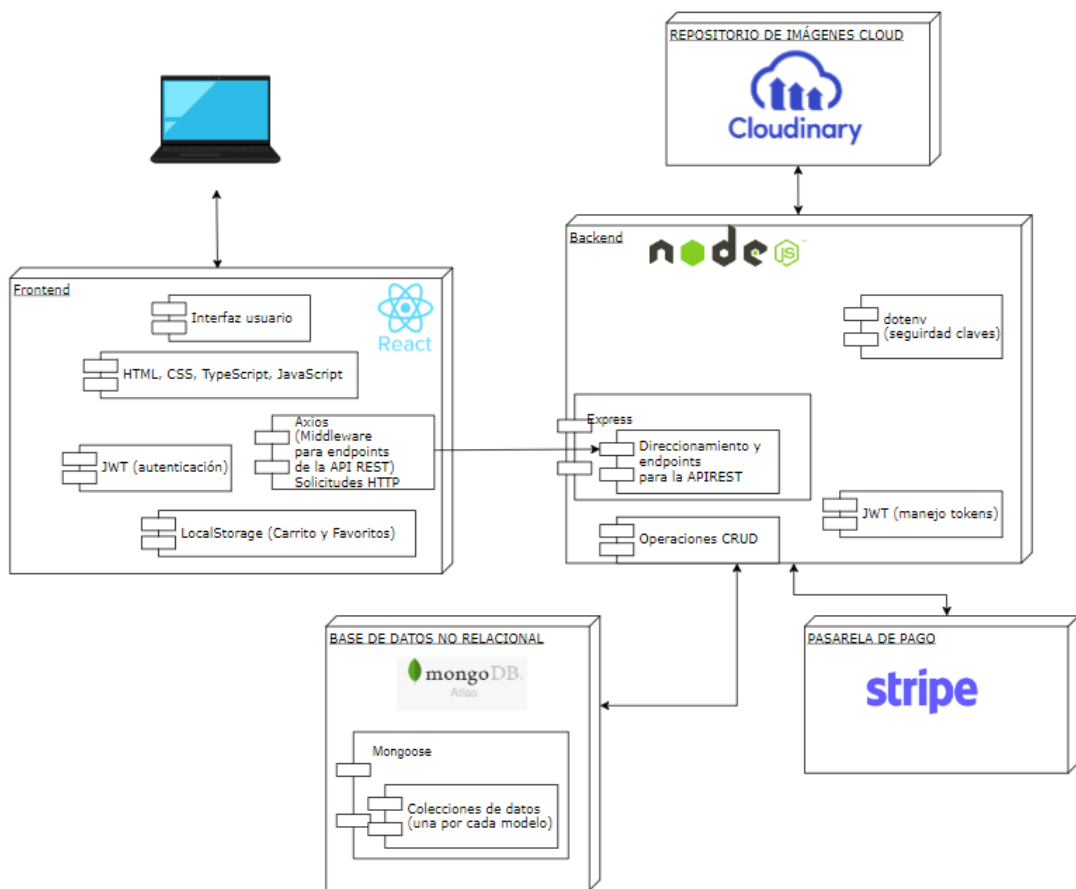 REPOSITORIO DE IMÁGENES CLOUD
Cloudinary
Backend
node
JS
Frontend
React
Interfaz usuario
HTML, CSS, TypeScript, JavaScript
Axios
(Middleware
para endpoints
de la API REST)
Solicitudes HTTP
JWT (autenticación)
LocalStorage (Carrito y Favoritos)
dotenv
(seguirdad claves)
Express
Direccionamiento y
endpoints
para la APIREST
JWT (manejo tokens)
Operaciones CRUD
BASE DE DATOS NO RELACIONAL
mongoDB.
Atlas
Mongoose
Colecciones de datos
(una por cada modelo)
PASARELA DE PAGO
stripe